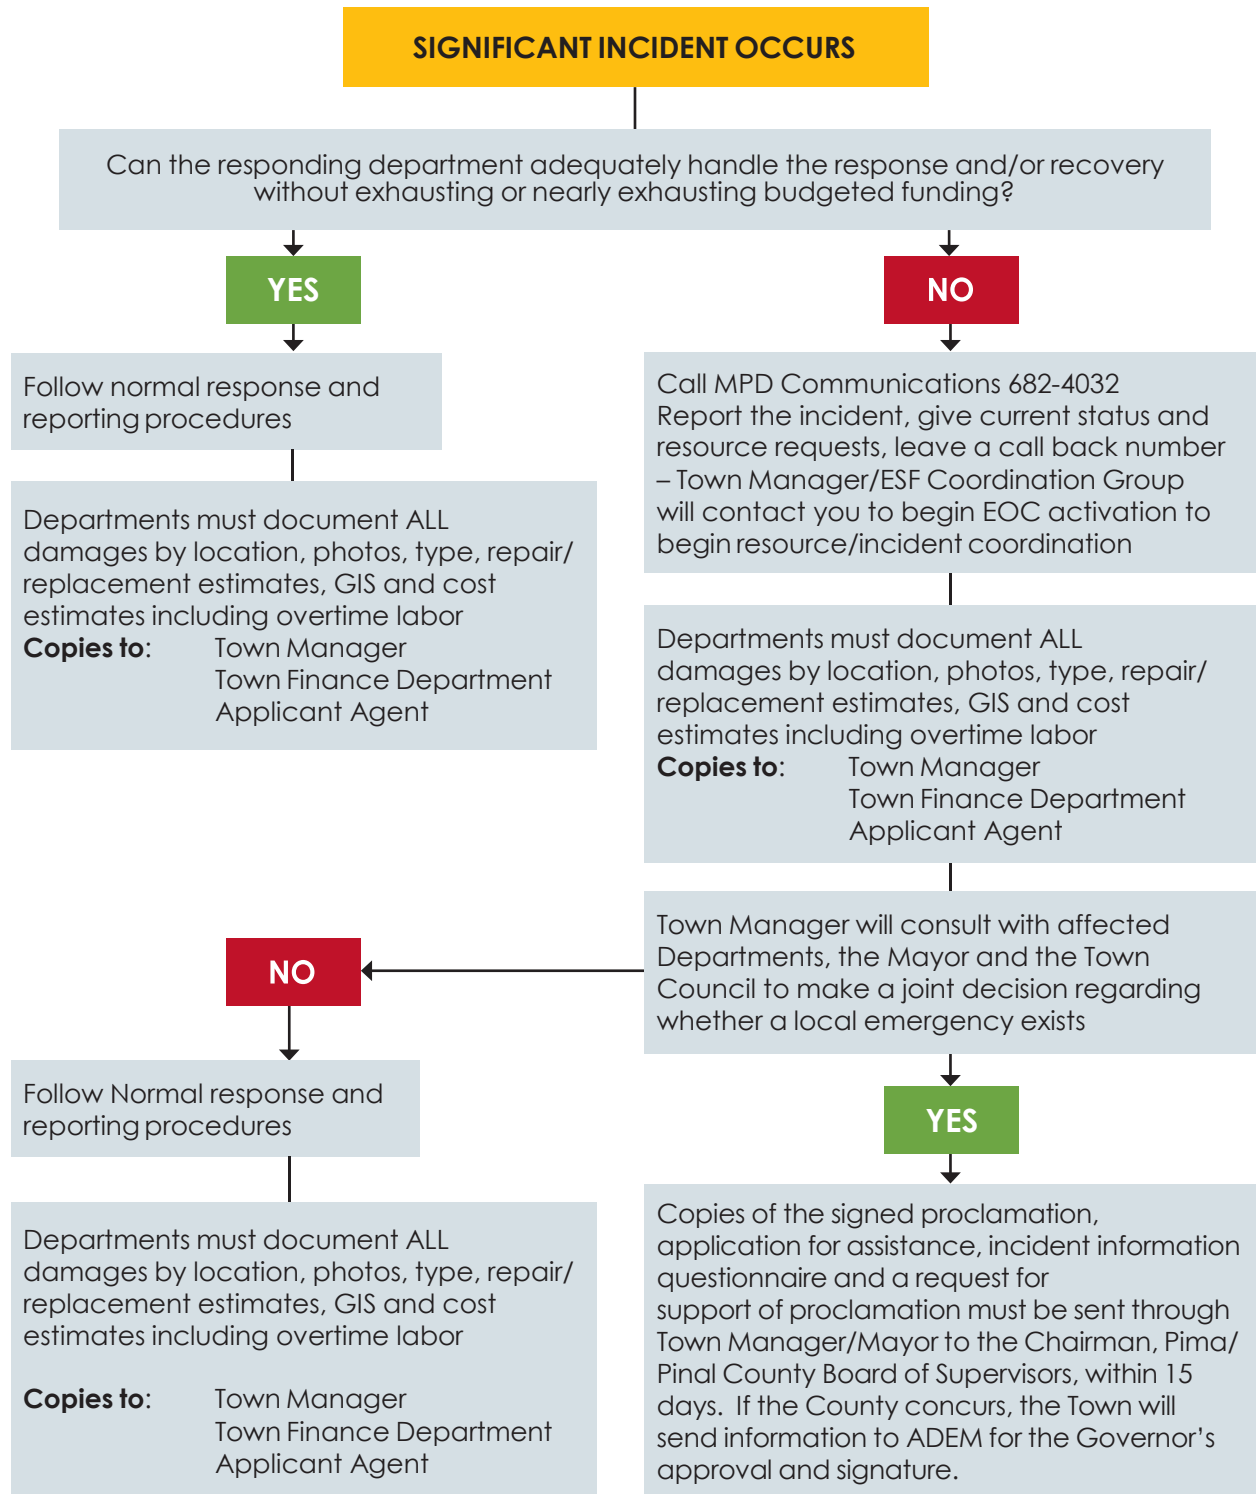 SIGNIFICANT INCIDENT OCCURS
Can the responding department adequately handle the response and/or recovery
without exhausting or nearly exhausting budgeted funding?
YES
Follow normal response and
reporting procedures
Departments must document ALL
damages by location, photos, type, repair/
replacement estimates, GIS and cost
estimates including overtime labor
Copies to: Town Manager
Town Finance Department
Applicant Agent
NO
Call MPD Communications 682-4032
Report the incident, give current status and
resource requests, leave a call back number
– Town Manager/ESF Coordination Group
will contact you to begin EOC activation to
begin resource/incident coordination
Departments must document ALL
damages by location, photos, type, repair/
replacement estimates, GIS and cost
estimates including overtime labor
Copies to: Town Manager
Town Finance Department
Applicant Agent
Town Manager will consult with affected
Departments, the Mayor and the Town
Council to make a joint decision regarding
whether a local emergency exists
NO
Follow Normal response and
reporting procedures
Departments must document ALL
damages by location, photos, type, repair/
replacement estimates, GIS and cost
estimates including overtime labor
Copies to: Town Manager
Town Finance Department
Applicant Agent
YES
Copies of the signed proclamation,
application for assistance, incident information
questionnaire and a request for
support of proclamation must be sent through
Town Manager/Mayor to the Chairman, Pima/
Pinal County Board of Supervisors, within 15
days.  If the County concurs, the Town will
send information to ADEM for the Governor's
approval and signature.